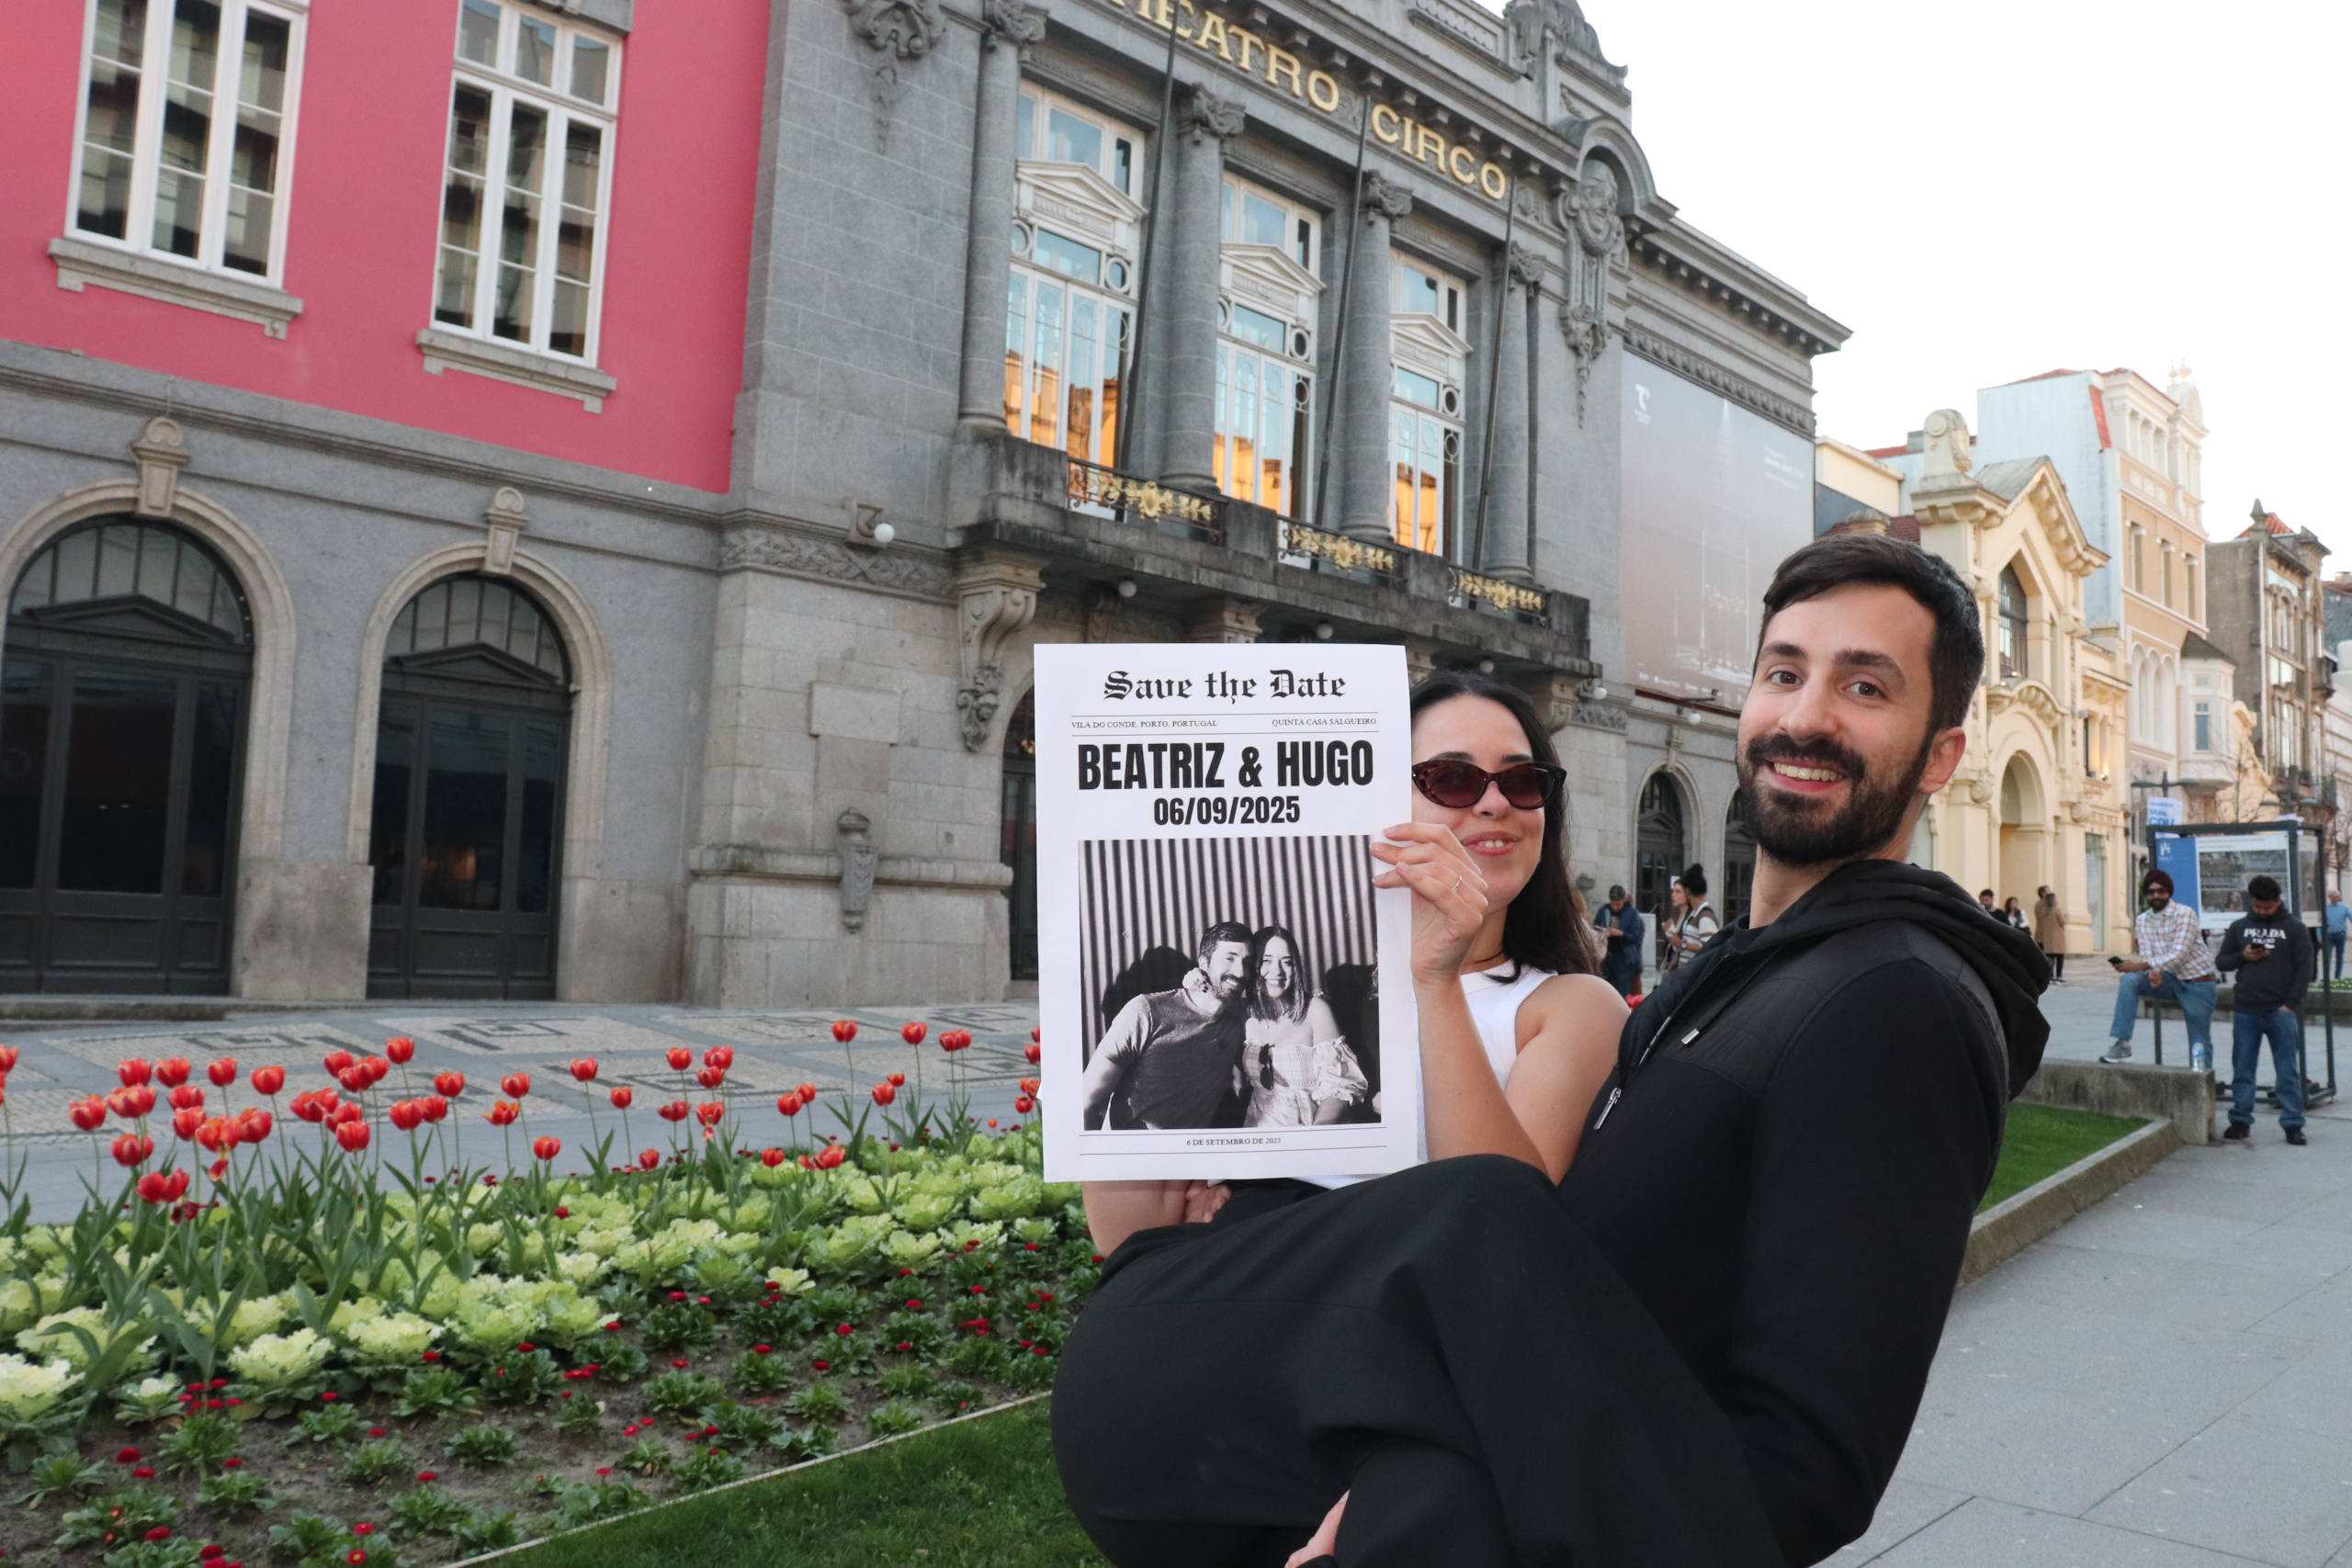 TEATRO CIRCO
Save the Date
VILA DO CONDE, PORTO, PORTUGAL QUINTA CASA SALGUEIRO
BEATRIZ & HUGO
06/09/2025
6 DE SETEMBRO DE 2025
PRADA
CDU